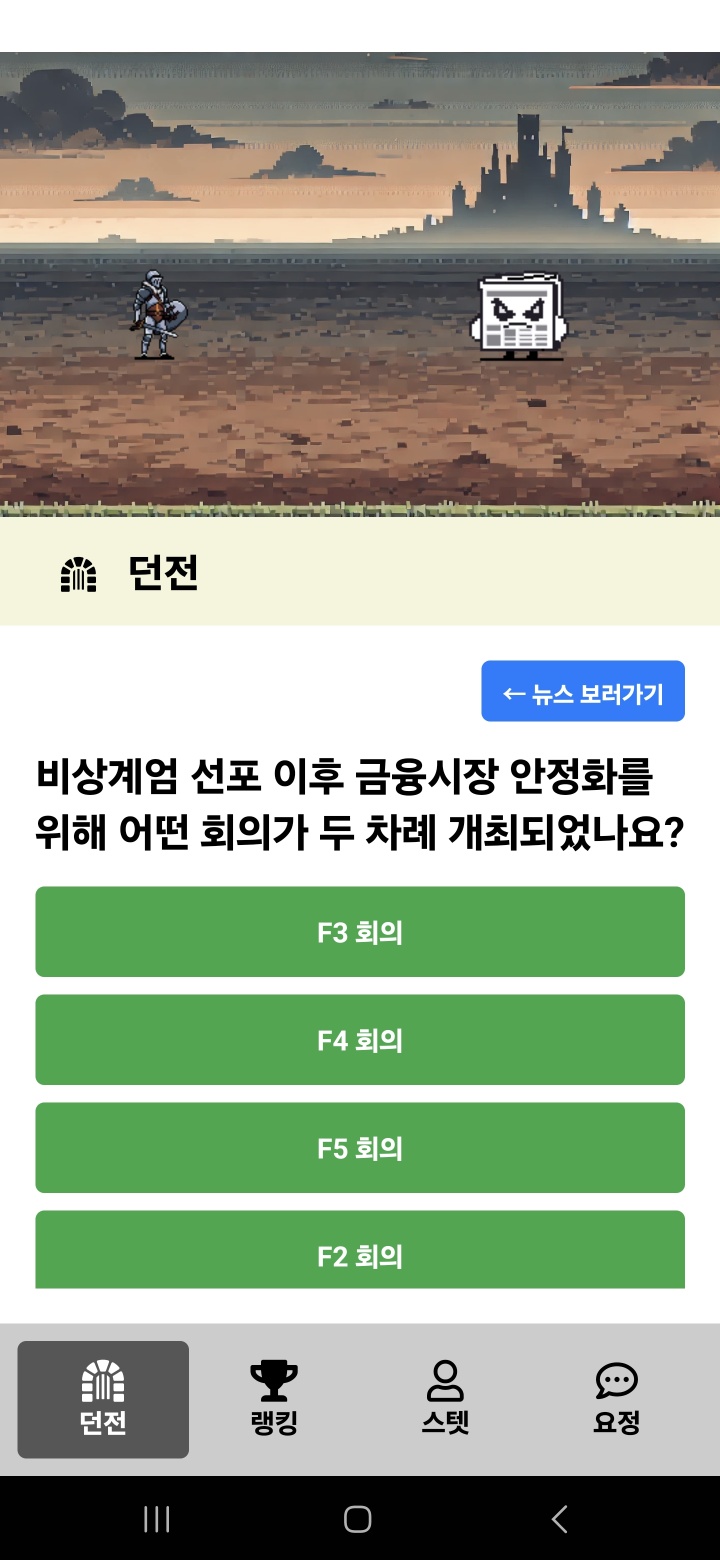 던전
← 뉴스 보러가기
비상계엄 선포 이후 금융시장 안정화를
위해 어떤 회의가 두 차례 개최되었나요?
F3 회의
F4 회의
F5 회의
F2 회의
던전
랭킹
스텟
요정